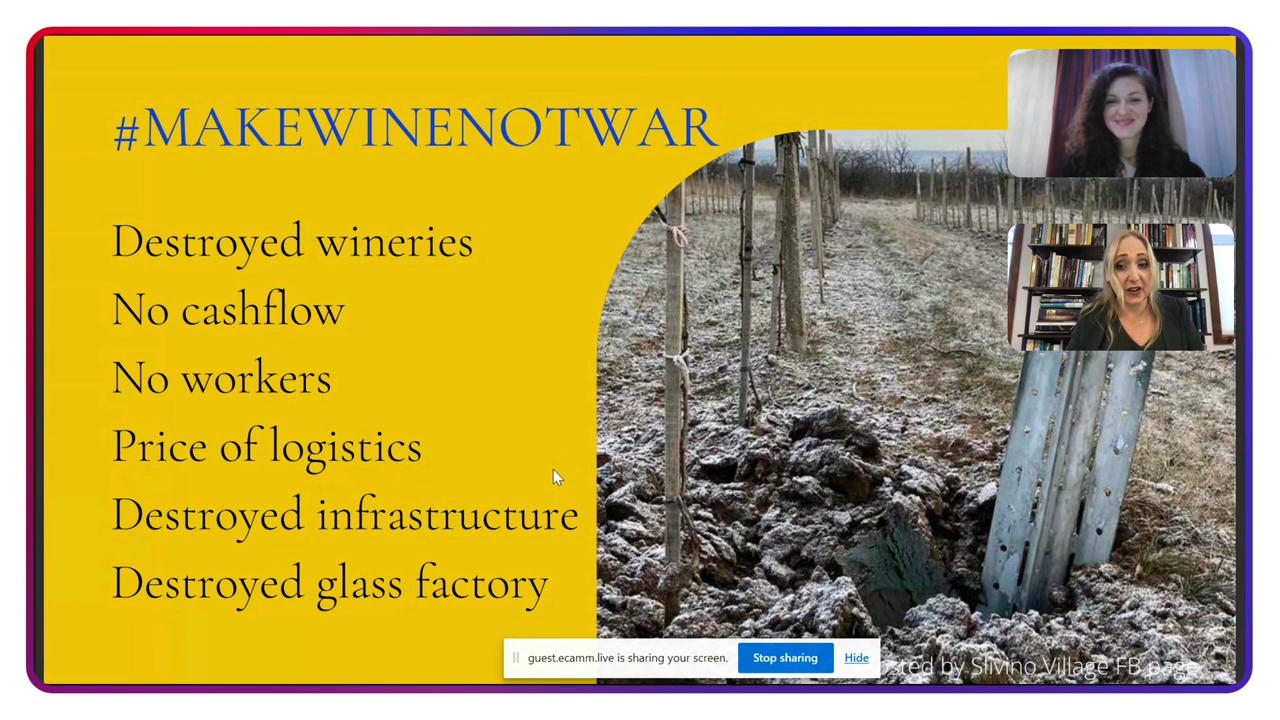 #MAKEWINENOTWAR
Destroyed wineries
No cashflow
No workers
Price of logistics
Destroyed infrastructure
Destroyed glass factory
guest.ecamm.live is sharing your screen. Stop sharing Hide
by Slivino Village FB page